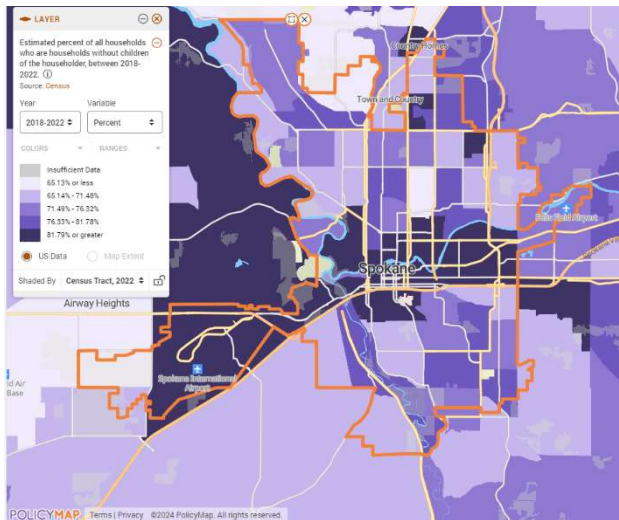 LAYER
Estimated percent of all households
who are households without children
of the householder, between 2018-
2022.
Source: Census
Year Variable
2018-2022 Percent
COLORS RANGES
Insufficient Data
65.13% or less
65.14% - 71.48%
71.49% - 76.32%
76.33% - 81.78%
81.79% or greater
US Data Map Extent
Shaded By Census Tract, 2022
Country Homes
Town and Country
Felts Field Airport
Spokane
Airway Heights
Spokane International
Airport
ld Air
Base
POLICYMAP Terms | Privacy ©2024 PolicyMap. All rights reserved.